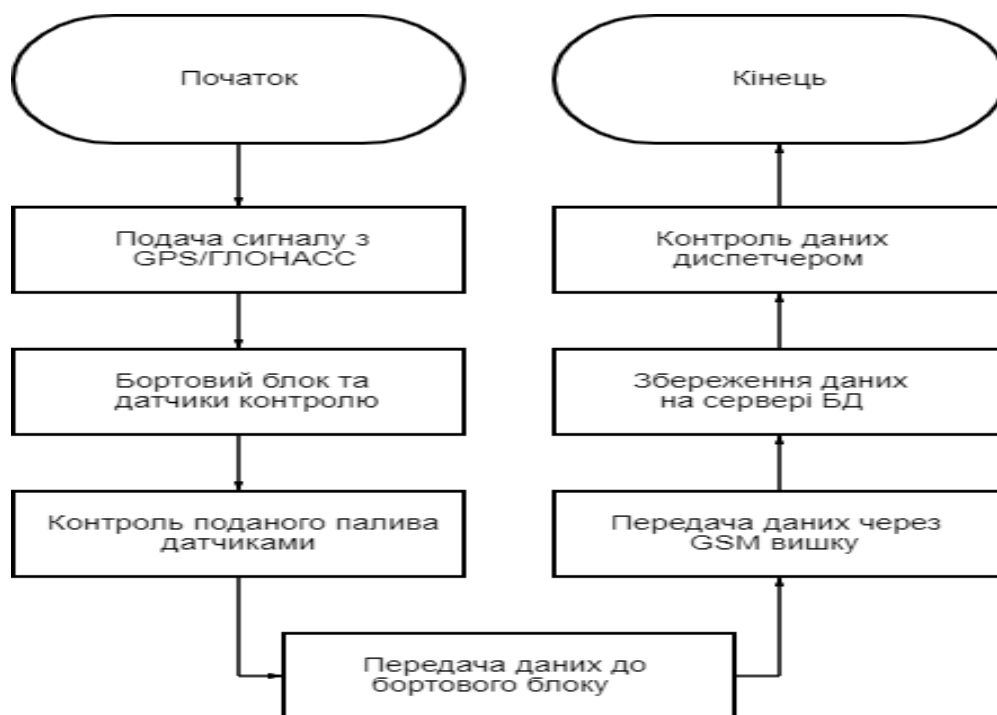 Початок
Подача сигналу з
GPS/ГЛОНАСС
Бортовий блок та
датчики контролю
Контроль поданого палива
датчиками
Передача даних до
бортового блоку
Передача даних через
GSM вишку
Збереження даних
на сервері БД
Контроль даних
диспетчером
Кінець